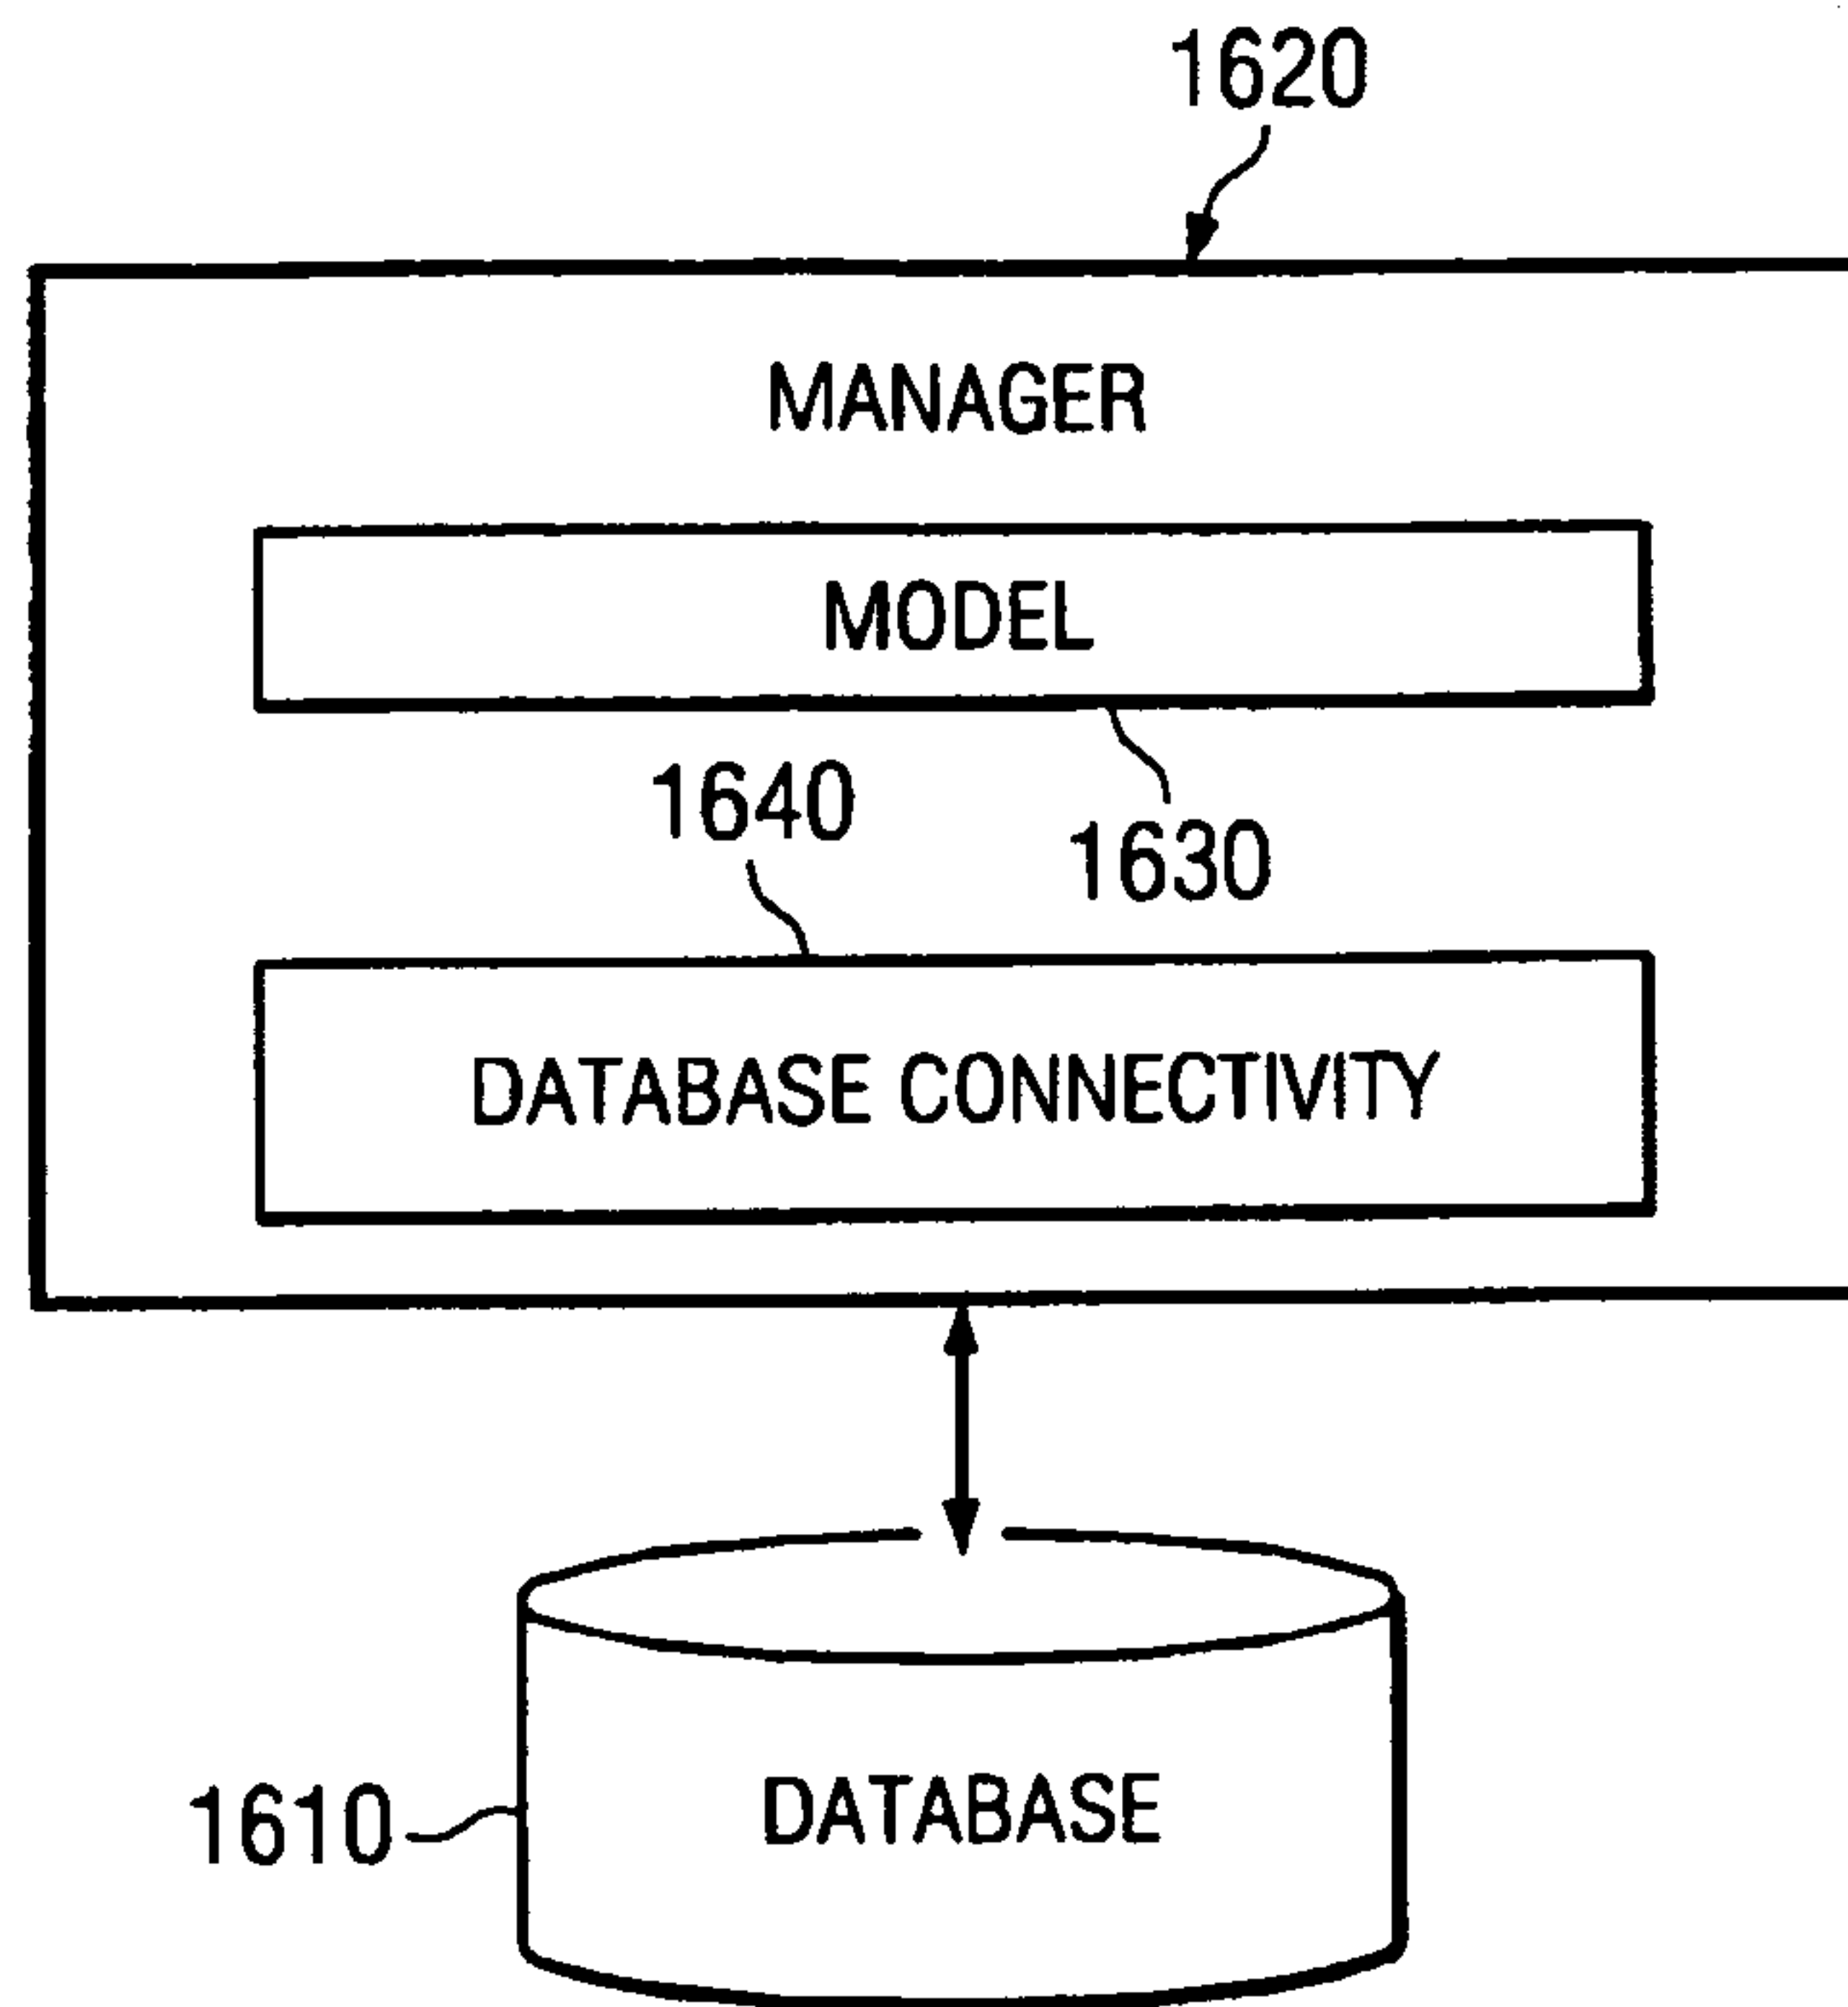 1620
MANAGER
MODEL
1640
1630
DATABASE CONNECTIVITY
1610
DATABASE